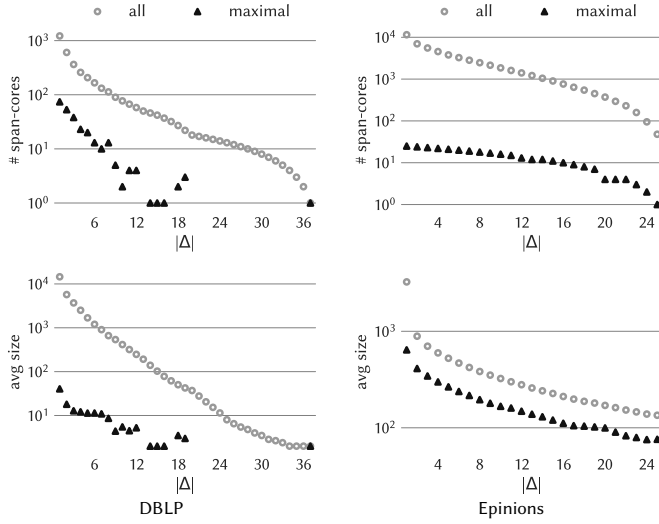 all maximal
# span-cores
10³
10²
10¹
10⁰
6 12 18 24 30 36
|Δ|
all maximal
# span-cores
10⁴
10³
10²
10¹
10⁰
4 8 12 16 20 24
|Δ|
avg size
10⁴
10³
10²
10¹
6 12 18 24 30 36
|Δ|
DBLP
avg size
10³
10²
4 8 12 16 20 24
|Δ|
Epinions